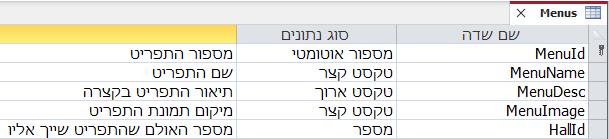 Menus
שם שדה סוג נתונים
MenuId מספור אוטומטי מספור התפריט
MenuName טקסט קצר שם התפריט
MenuDesc טקסט ארוך תיאור התפריט בקצרה
MenuImage טקסט קצר מיקום תמונת התפריט
HallId מספר מספר האולם שהתפריט שייך אליו